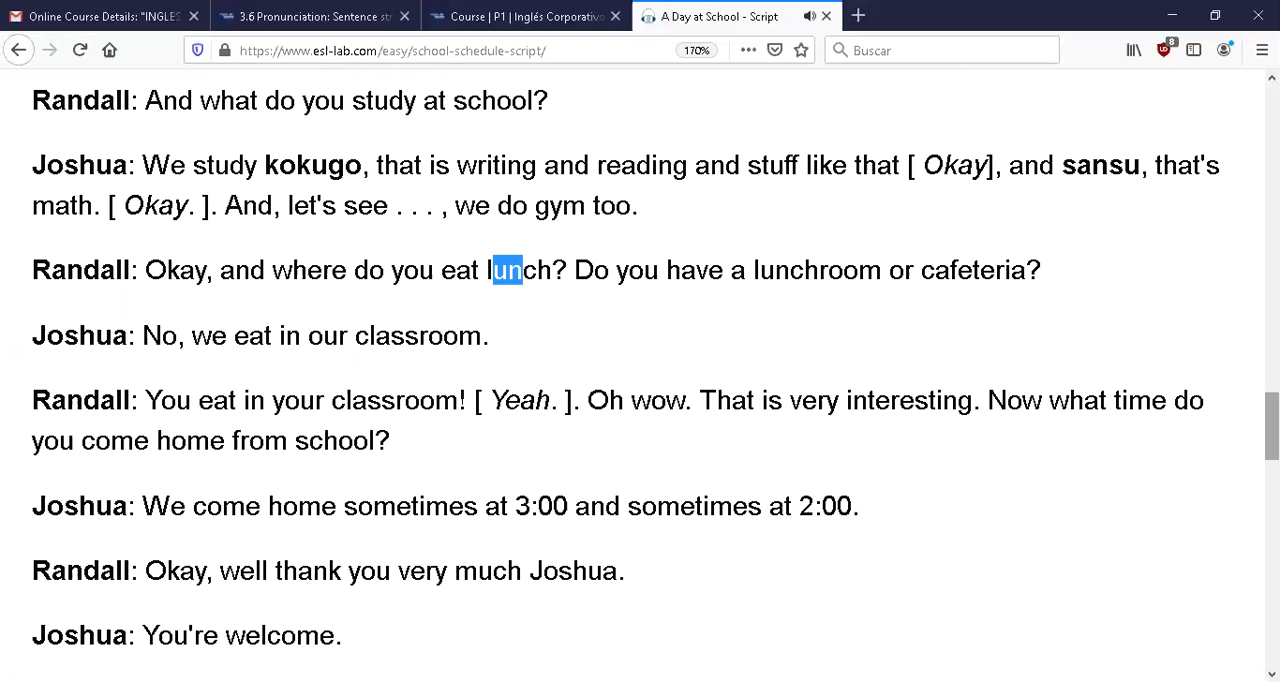 Online Course Details: "INGLES
3.6 Pronunciation: Sentence str
Course | P1 | Inglés Corporativo
A Day at School - Script
https://www.esl-lab.com/easy/school-schedule-script/
170%
Buscar
8
Randall: And what do you study at school?
Joshua: We study kokugo, that is writing and reading and stuff like that [ Okay], and sansu, that's
math. [ Okay. ]. And, let's see . . . , we do gym too.
Randall: Okay, and where do you eat lunch? Do you have a lunchroom or cafeteria?
Joshua: No, we eat in our classroom.
Randall: You eat in your classroom! [ Yeah. ]. Oh wow. That is very interesting. Now what time do
you come home from school?
Joshua: We come home sometimes at 3:00 and sometimes at 2:00.
Randall: Okay, well thank you very much Joshua.
Joshua: You're welcome.